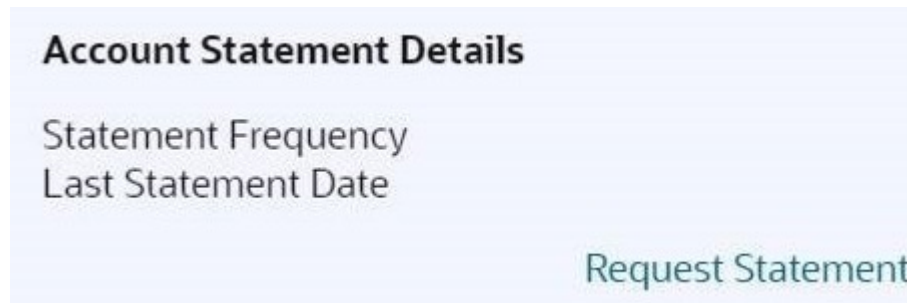 Account Statement Details
Statement Frequency
Last Statement Date
Request Statement